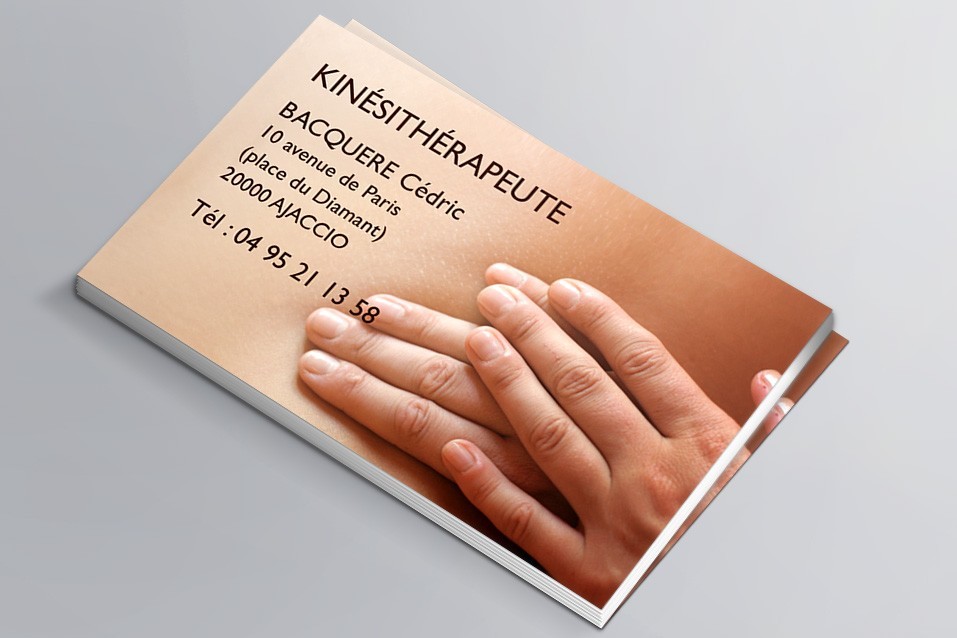 KINÉSITHÉRAPEUTE
BACQUERE Cédric
10 avenue de Paris
(place du Diamant)
20000 AJACCIO
Tél : 04 95 21 13 58